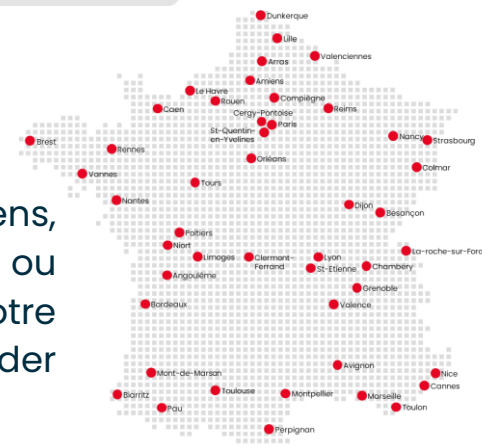 Dunkerque
Lille
Valenciennes
Arras
Amiens
Le Havre
Compiègne
Rouen
Reims
Caen
Cergy-Pontoise
Paris
St-Quentin-
en-Yvelines
Nancy
Strasbourg
Brest
Rennes
Orléans
Colmar
Vannes
Tours
Nantes
Dijon
Besançon
ens,
Poitiers
Niort
La-roche-sur-Foro
ou
Limoges
Clermont-
Ferrand
Lyon
St-Etienne
Chambéry
Angoulême
Grenoble
otre
Bordeaux
Valence
der
Avignon
Mont-de-Marsan
Nice
Cannes
Biarritz
Toulouse
Montpellier
Marseille
Pau
Toulon
Perpignan